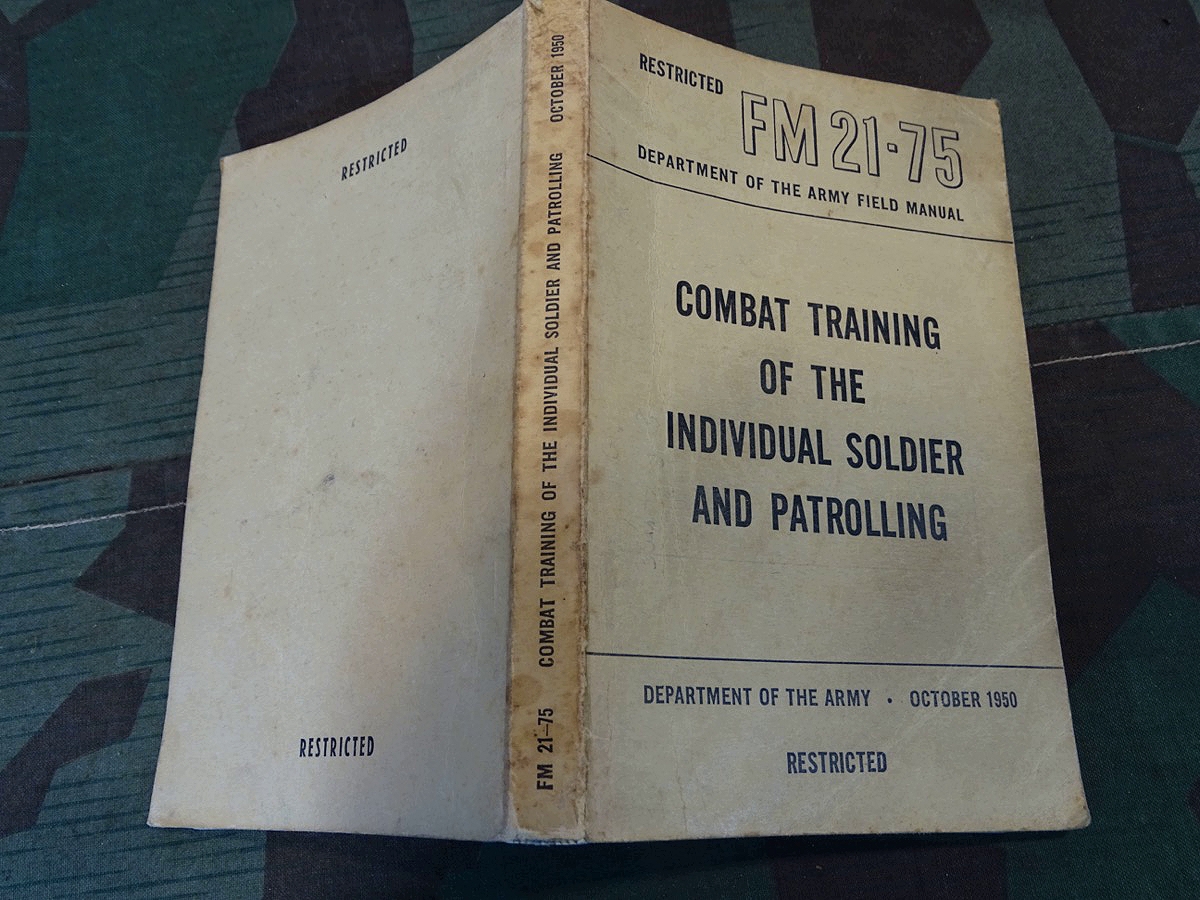 RESTRICTED
RESTRICTED
FM 21-75 COMBAT TRAINING OF THE INDIVIDUAL SOLDIER AND PATROLLING OCTOBER 1950
RESTRICTED
FM 21-75
DEPARTMENT OF THE ARMY FIELD MANUAL
COMBAT TRAINING
OF THE
INDIVIDUAL SOLDIER
AND PATROLLING
DEPARTMENT OF THE ARMY • OCTOBER 1950
RESTRICTED